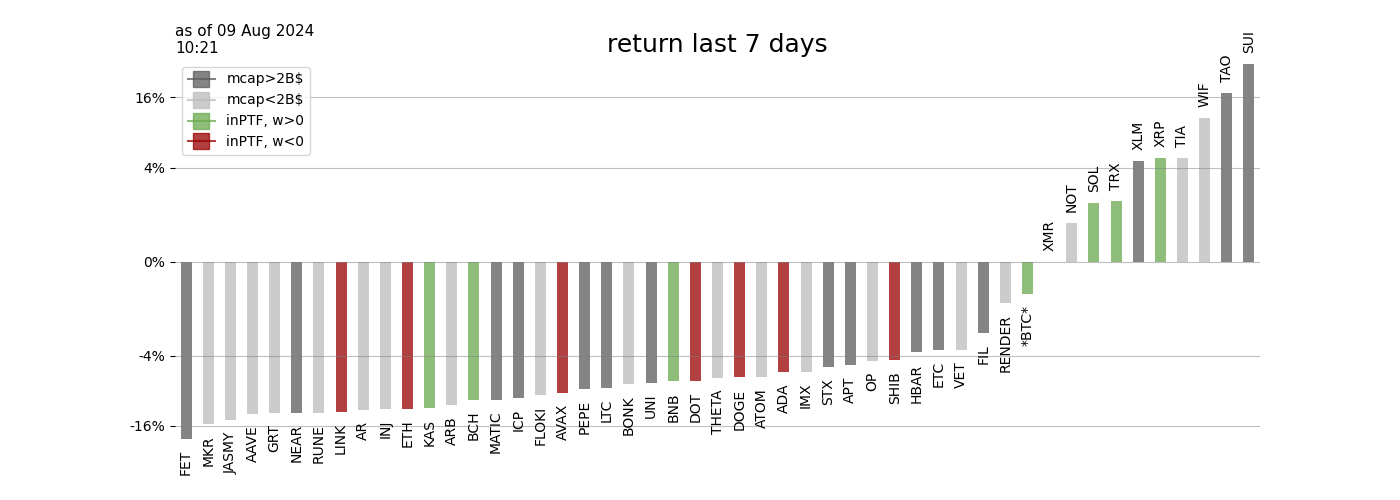 as of 09 Aug 2024
10:21
return last 7 days
mcap>2B$
mcap<2B$
inPTF, w>0
inPTF, w<0
16%
4%
0%
-4%
-16%
FET
MKR
JASMY
AAVE
GRT
NEAR
RUNE
LINK
AR
INJ
ETH
KAS
ARB
BCH
MATIC
ICP
FLOKI
AVAX
PEPE
LTC
BONK
UNI
BNB
DOT
THETA
DOGE
ATOM
ADA
IMX
STX
APT
OP
SHIB
HBAR
ETC
VET
FIL
RENDER
*BTC*
XMR
NOT
SOL
TRX
XLM
XRP
TIA
WIF
TAO
SUI